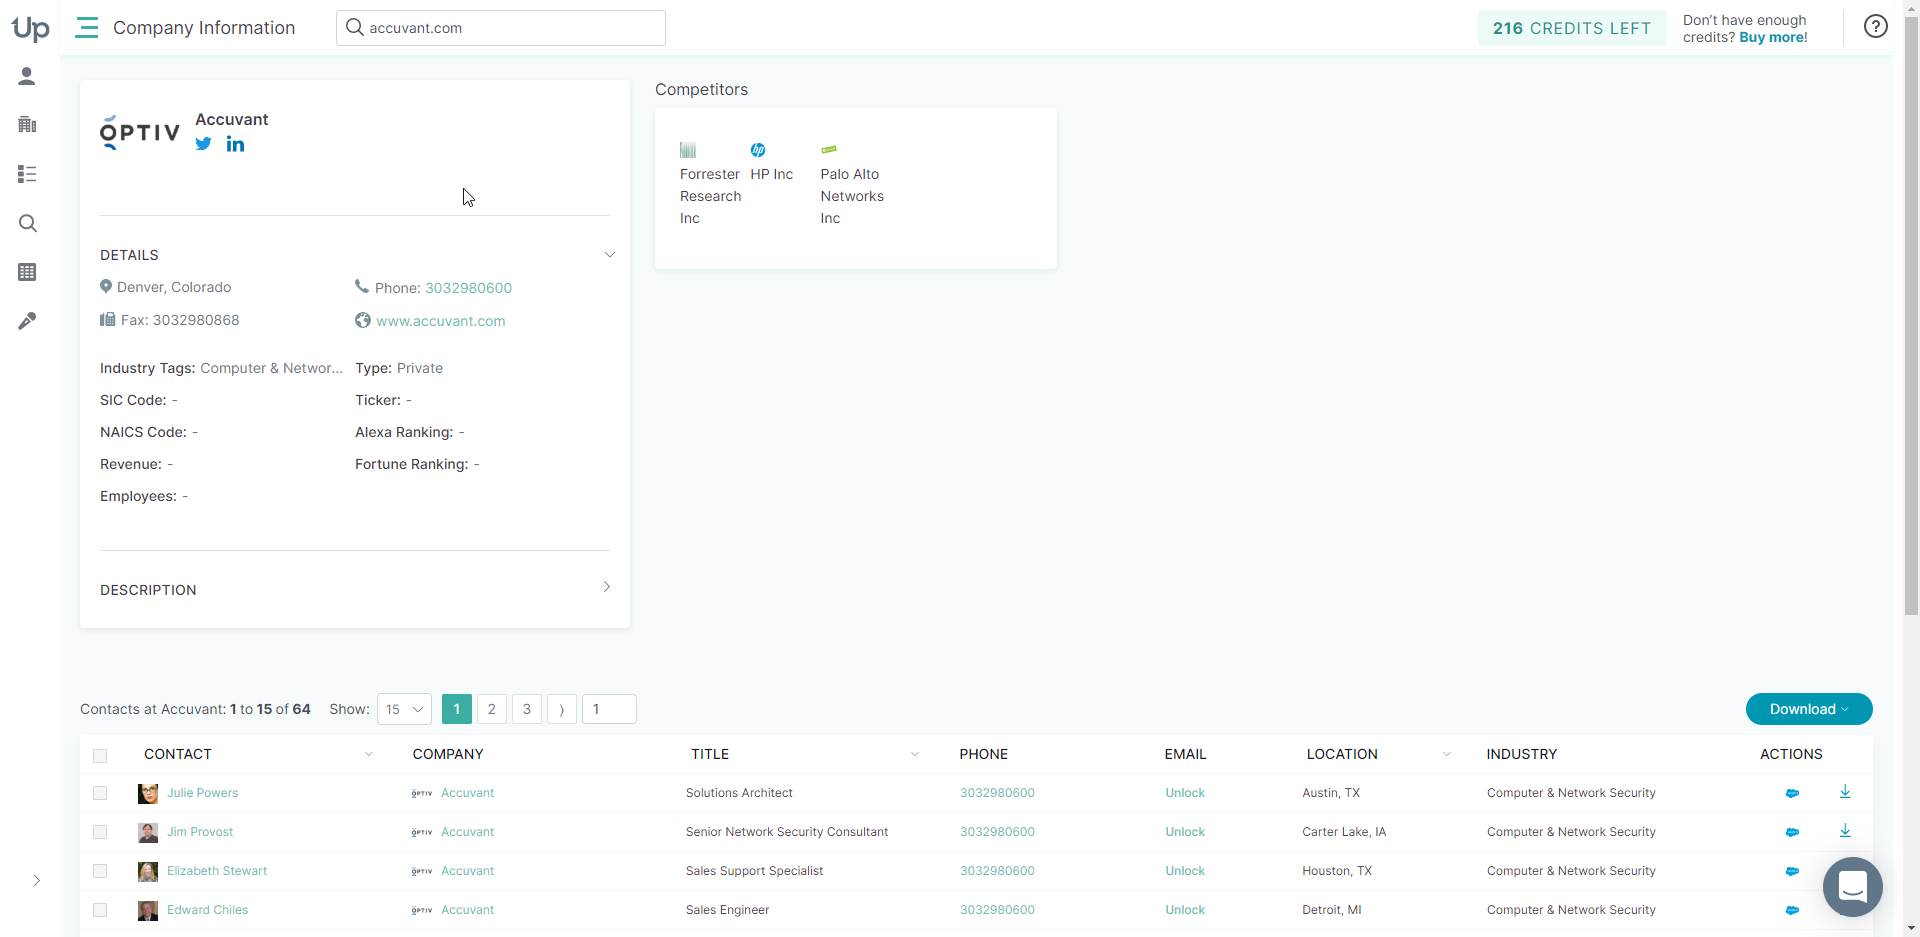 Up
Company Information
accuvant.com
216 CREDITS LEFT
Don't have enough
credits? Buy more!
?
OPTIV
Accuvant
Competitors
hp
Forrester
Research
Inc
HP Inc
Palo Alto
Networks
Inc
DETAILS
Denver, Colorado
Phone: 3032980600
Fax: 3032980868
www.accuvant.com
Industry Tags: Computer & Networ...
Type: Private
SIC Code: -
Ticker: -
NAICS Code: -
Alexa Ranking: -
Revenue: -
Fortune Ranking: -
Employees: -
DESCRIPTION
Contacts at Accuvant: 1 to 15 of 64 Show: 15 1 2 3 ⟩ 1
Download
CONTACT COMPANY TITLE PHONE EMAIL LOCATION INDUSTRY ACTIONS
Julie Powers OPTIV Accuvant Solutions Architect 3032980600 Unlock Austin, TX Computer & Network Security
Jim Provost OPTIV Accuvant Senior Network Security Consultant 3032980600 Unlock Carter Lake, IA Computer & Network Security
Elizabeth Stewart OPTIV Accuvant Sales Support Specialist 3032980600 Unlock Houston, TX Computer & Network Security
Edward Chiles OPTIV Accuvant Sales Engineer 3032980600 Unlock Detroit, MI Computer & Network Security